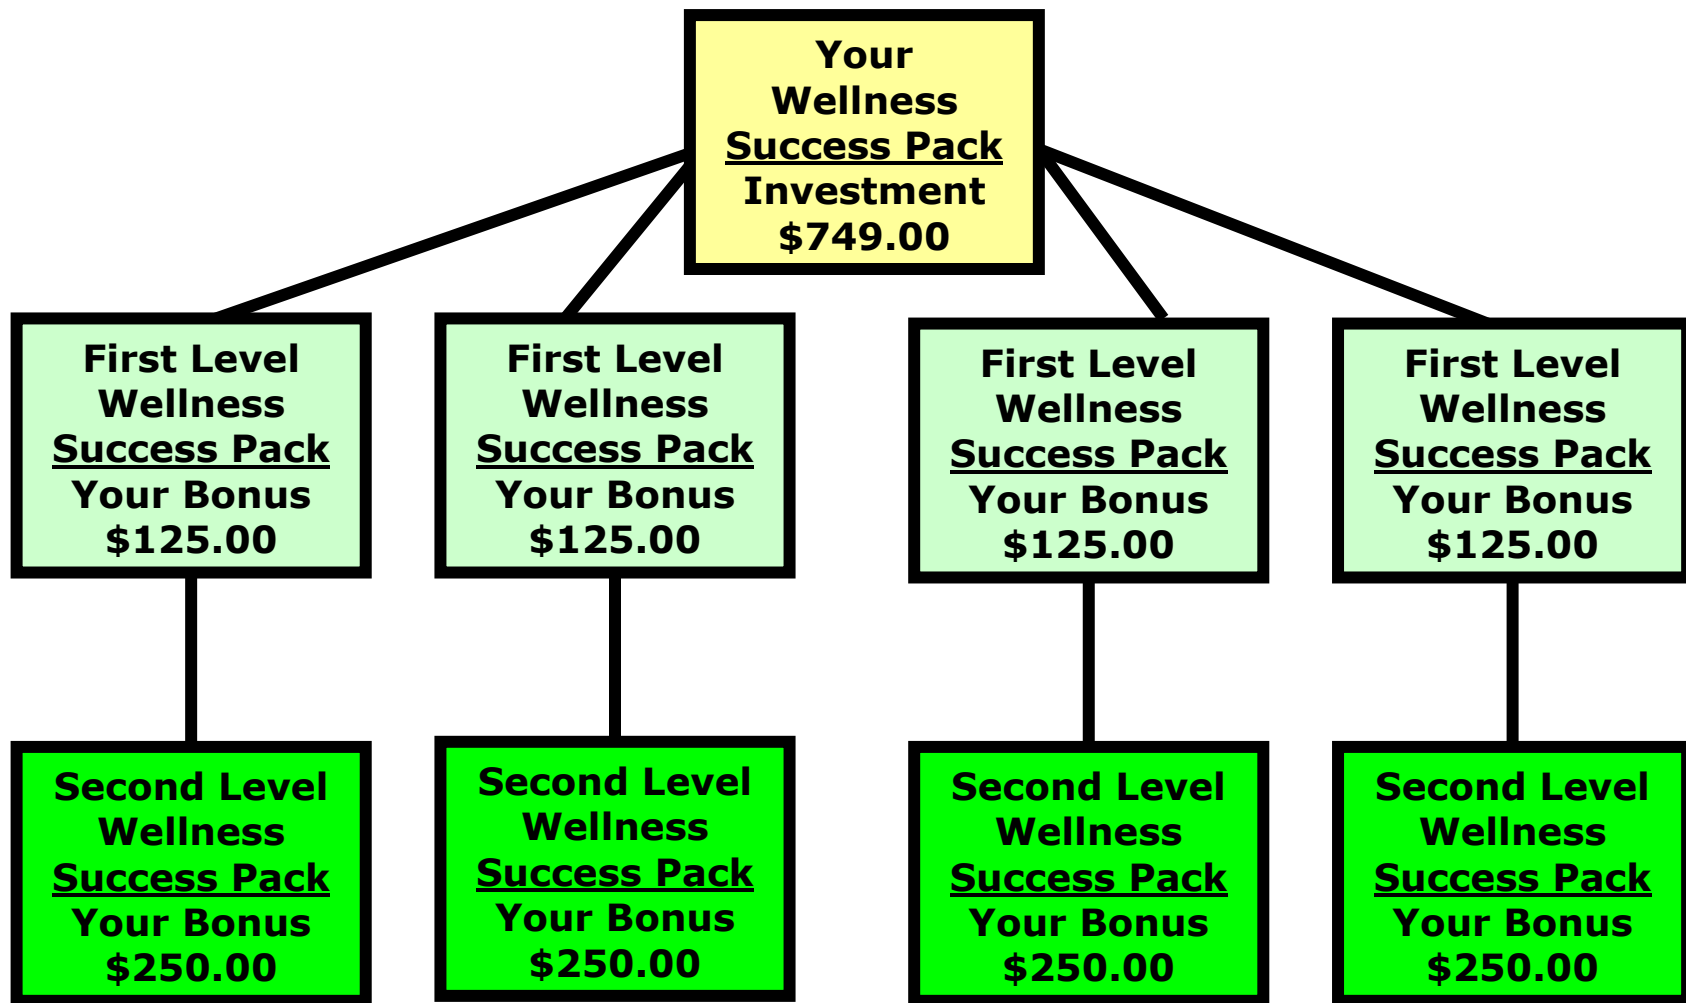 Your
Wellness
Success Pack
Investment
$749.00
First Level
Wellness
Success Pack
Your Bonus
$125.00
First Level
Wellness
Success Pack
Your Bonus
$125.00
First Level
Wellness
Success Pack
Your Bonus
$125.00
First Level
Wellness
Success Pack
Your Bonus
$125.00
Second Level
Wellness
Success Pack
Your Bonus
$250.00
Second Level
Wellness
Success Pack
Your Bonus
$250.00
Second Level
Wellness
Success Pack
Your Bonus
$250.00
Second Level
Wellness
Success Pack
Your Bonus
$250.00